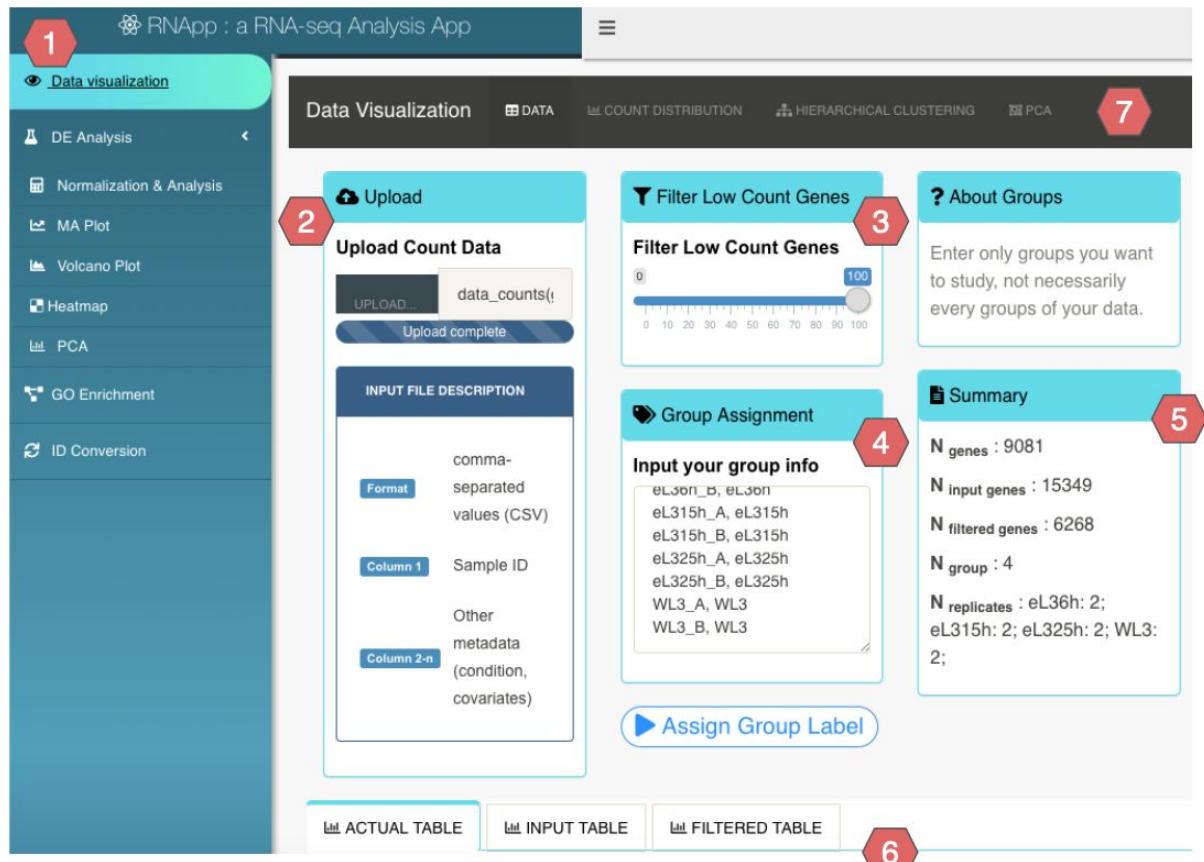 RNApp : a RNA-seq Analysis App
1
Data visualization
DE Analysis
Normalization & Analysis
MA Plot
Volcano Plot
Heatmap
PCA
GO Enrichment
ID Conversion
Data Visualization
DATA
COUNT DISTRIBUTION
HIERARCHICAL CLUSTERING
PCA
7
2
Upload
Upload Count Data
UPLOAD...
data_counts(
Upload complete
INPUT FILE DESCRIPTION
Format
comma-
separated
values (CSV)
Column 1
Sample ID
Column 2-n
Other
metadata
(condition,
covariates)
Filter Low Count Genes
3
Filter Low Count Genes
0
100
0 10 20 30 40 50 60 70 80 90 100
Group Assignment
4
Input your group info
eL36h_B, eL36h
eL315h_A, eL315h
eL315h_B, eL315h
eL325h_A, eL325h
eL325h_B, eL325h
WL3_A, WL3
WL3_B, WL3
Assign Group Label
? About Groups
Enter only groups you want
to study, not necessarily
every groups of your data.
Summary
5
N genes : 9081
N input genes : 15349
N filtered genes : 6268
N group : 4
N replicates : eL36h: 2;
eL315h: 2; eL325h: 2; WL3:
2;
ACTUAL TABLE
INPUT TABLE
FILTERED TABLE
6